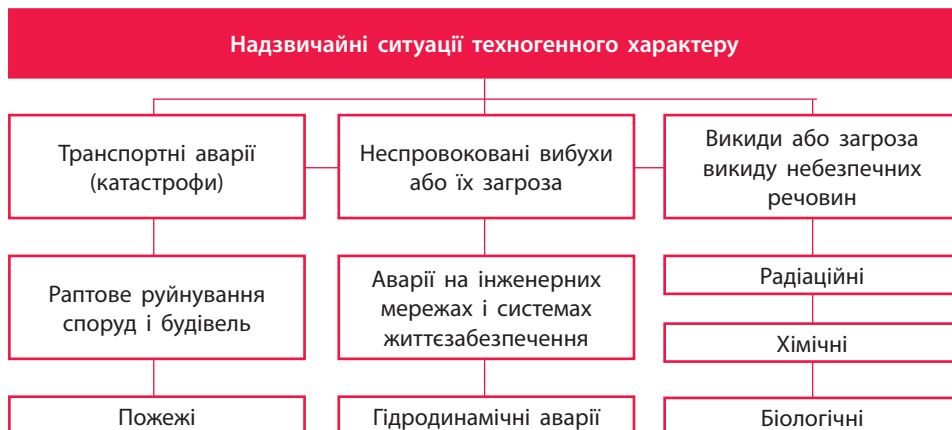 Надзвичайні ситуації техногенного характеру
Транспортні аварії
(катастрофи)
Неспровоковані вибухи
або їх загроза
Викиди або загроза
викиду небезпечних
речовин
Раптове руйнування
споруд і будівель
Аварії на інженерних
мережах і системах
життєзабезпечення
Радіаційні
Хімічні
Пожежі
Гідродинамічні аварії
Біологічні